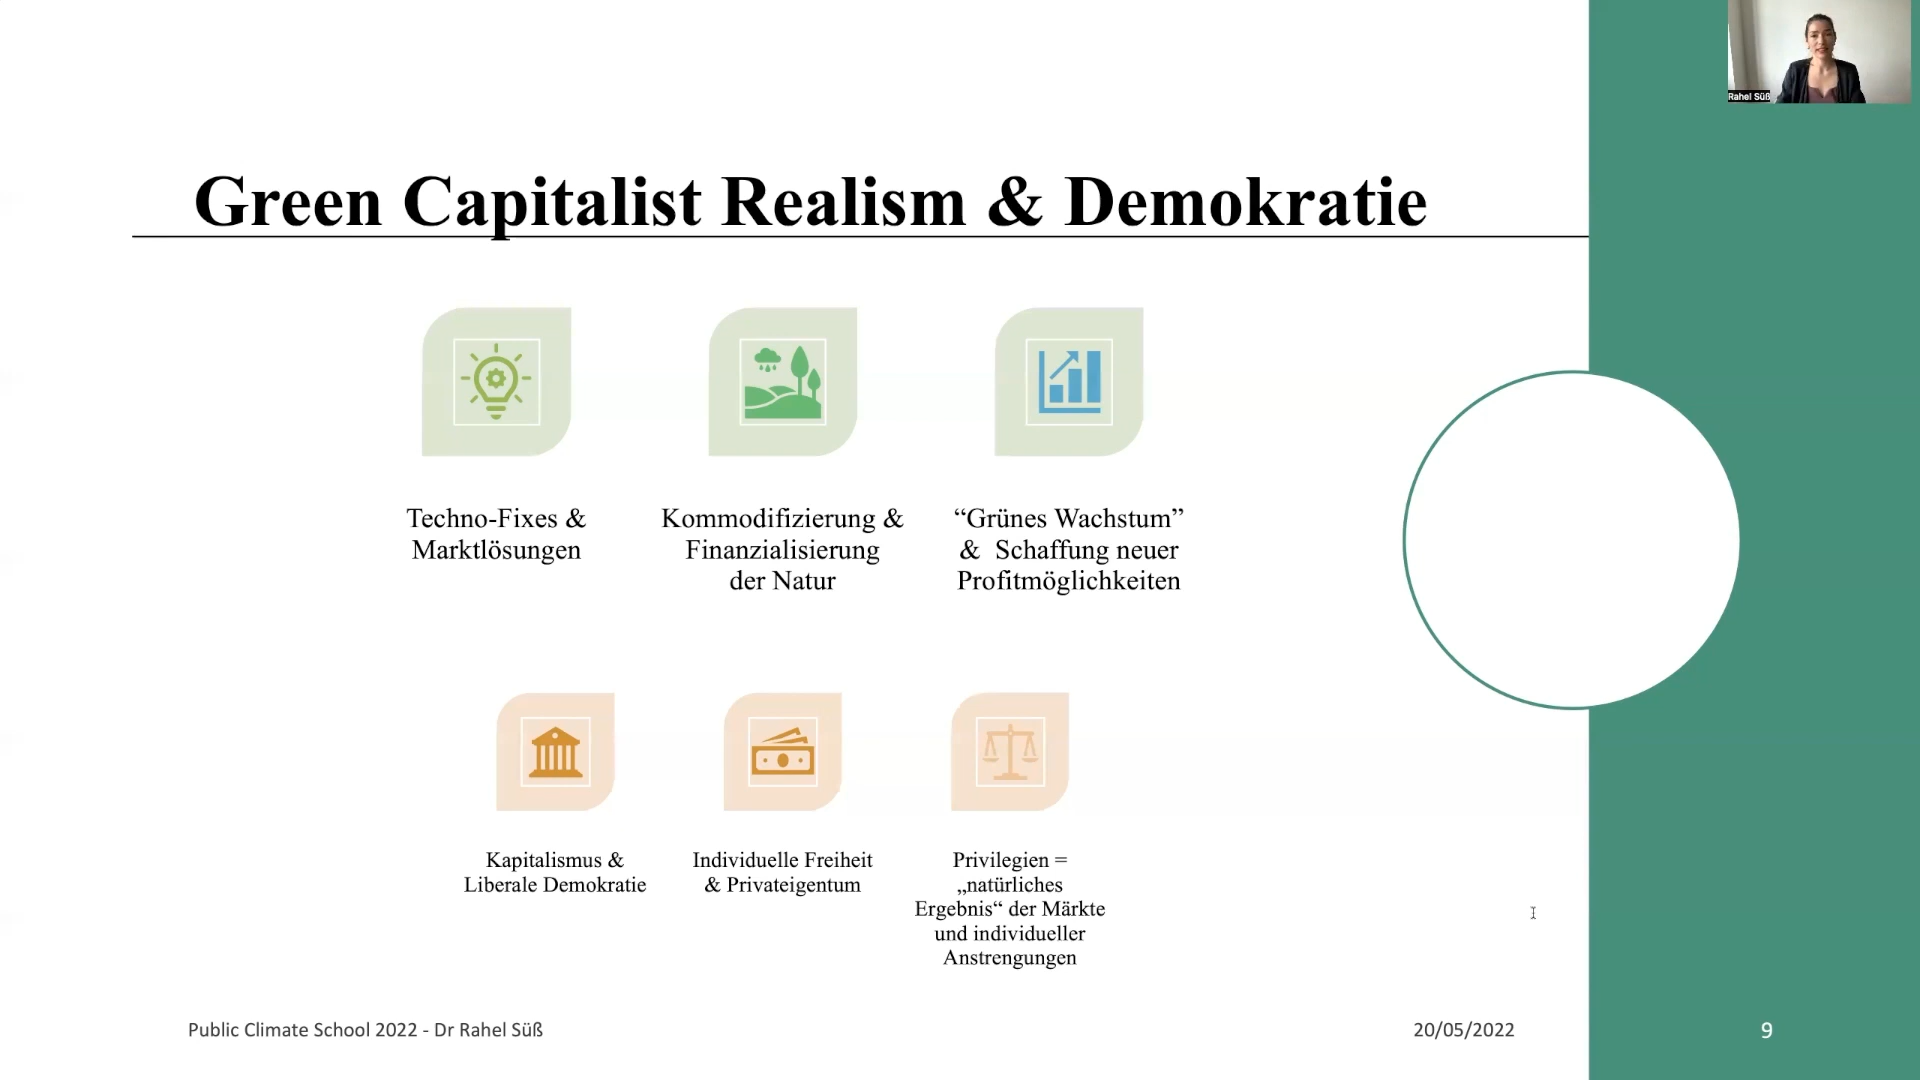 Rahel Süß
Green Capitalist Realism & Demokratie
Techno-Fixes &
Marktlösungen
Kommodifizierung &
Finanzialisierung
der Natur
“Grünes Wachstum”
& Schaffung neuer
Profitmöglichkeiten
Kapitalismus &
Liberale Demokratie
Individuelle Freiheit
& Privateigentum
Privilegien =
„natürliches
Ergebnis“ der Märkte
und individueller
Anstrengungen
Public Climate School 2022 - Dr Rahel Süß
20/05/2022
9